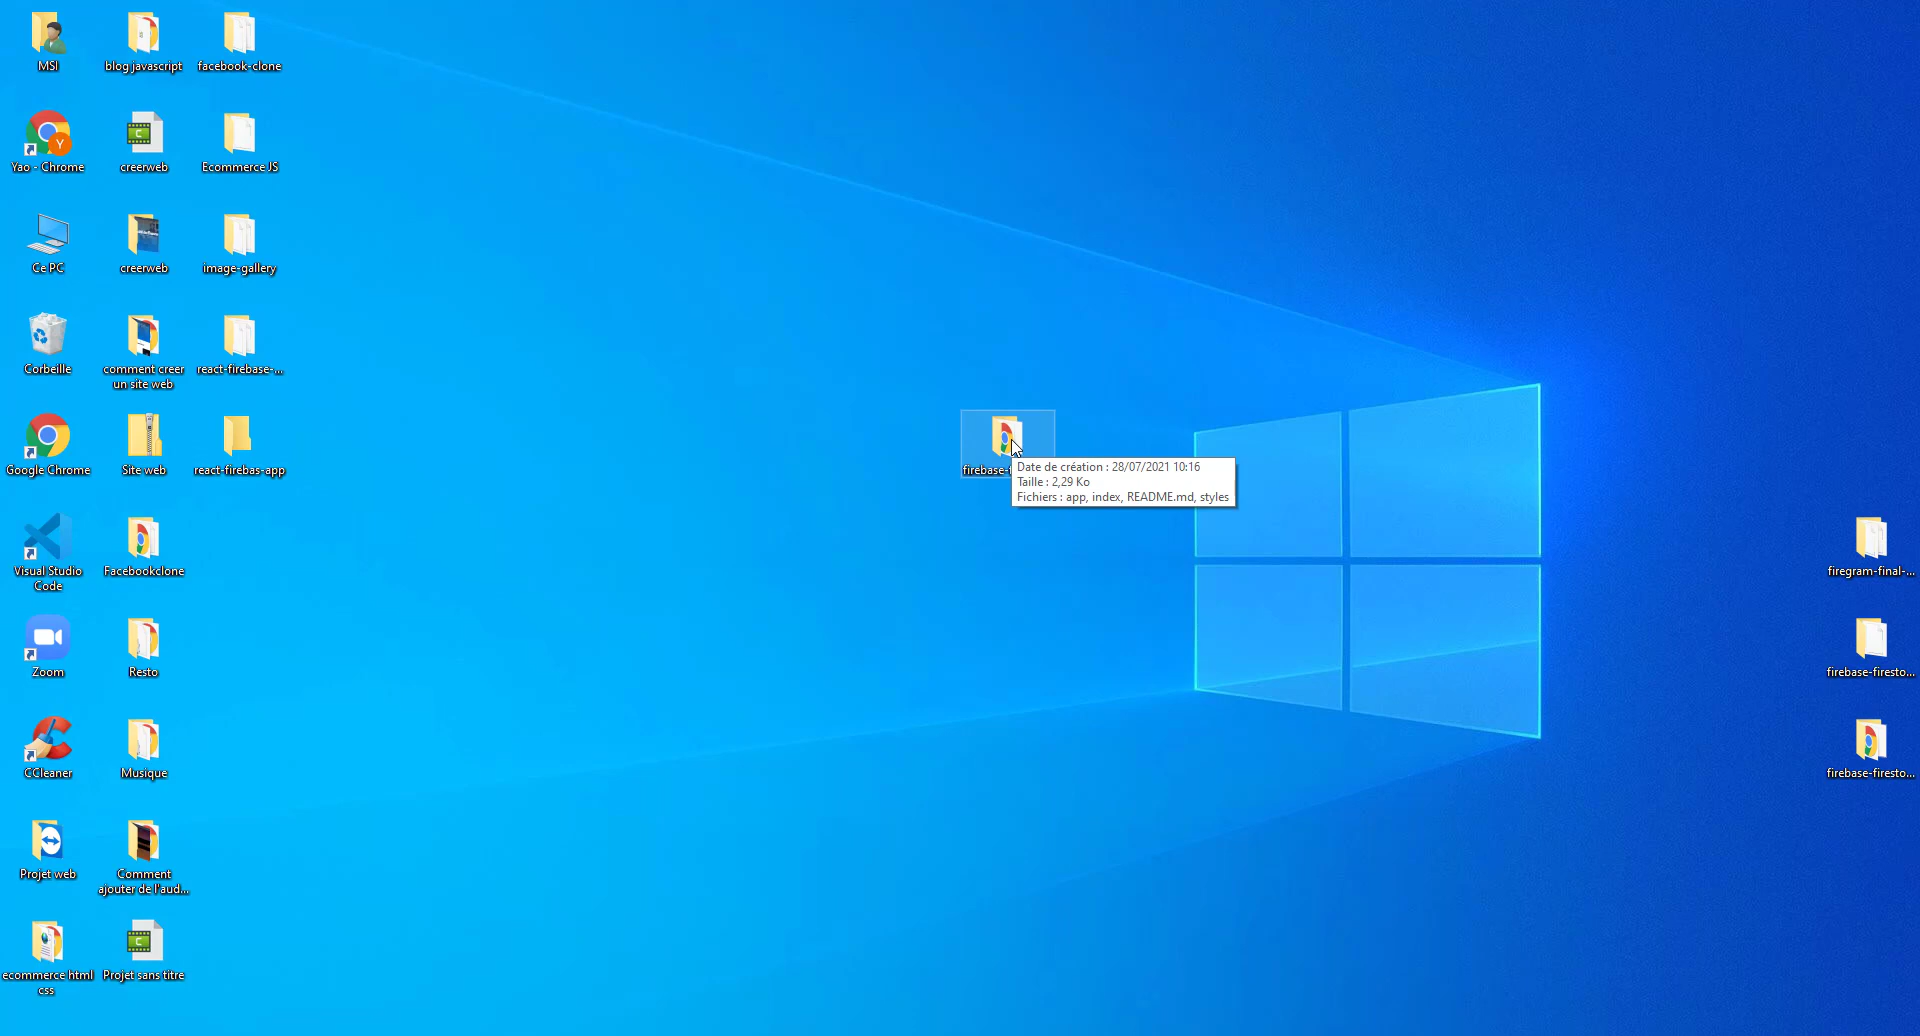 MSI
blog javascript
facebook-clone
Y
Yao - Chrome
creerweb
Ecommerce JS
Ce PC
creerweb
image-gallery
Corbeille
comment creer
un site web
react-firebase-...
Google Chrome
Site web
react-firebas-app
firebase-f
Date de création : 28/07/2021 10:16
Taille : 2,29 Ko
Fichiers : app, index, README.md, styles
Visual Studio
Code
Facebookclone
firegram-final-...
Zoom
Resto
firebase-firesto...
CCleaner
Musique
firebase-firesto...
Projet web
Comment
ajouter de l'aud...
ecommerce html
css
Projet sans titre